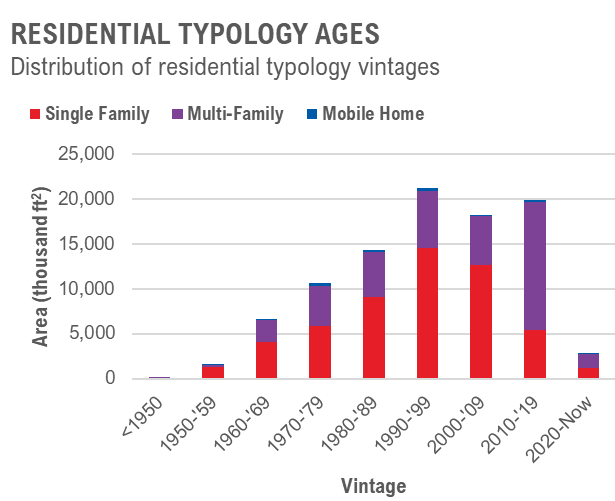 RESIDENTIAL TYPOLOGY AGES
Distribution of residential typology vintages
Single Family Multi-Family Mobile Home
25,000
20,000
15,000
10,000
5,000
0
Area (thousand ft²)
<1950 1950-'59 1960-'69 1970-'79 1980-'89 1990-'99 2000-'09 2010-'19 2020-Now
Vintage